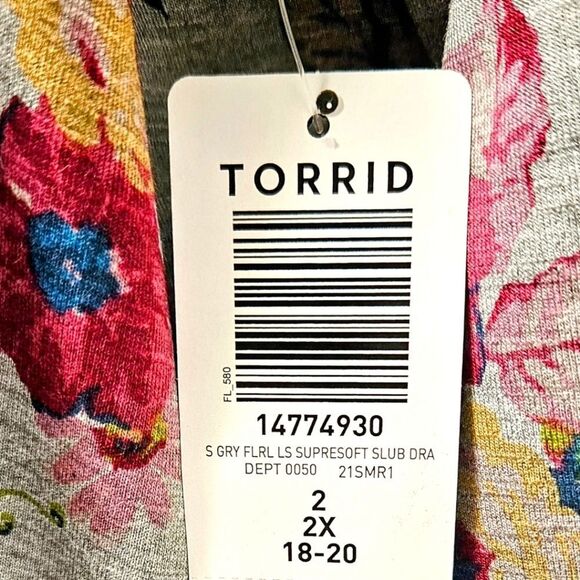 TORRID
FL_580
14774930
S GRY FLRL LS SUPRESOFT SLUB DRA
DEPT 0050 21SMR1
2
2X
18-20